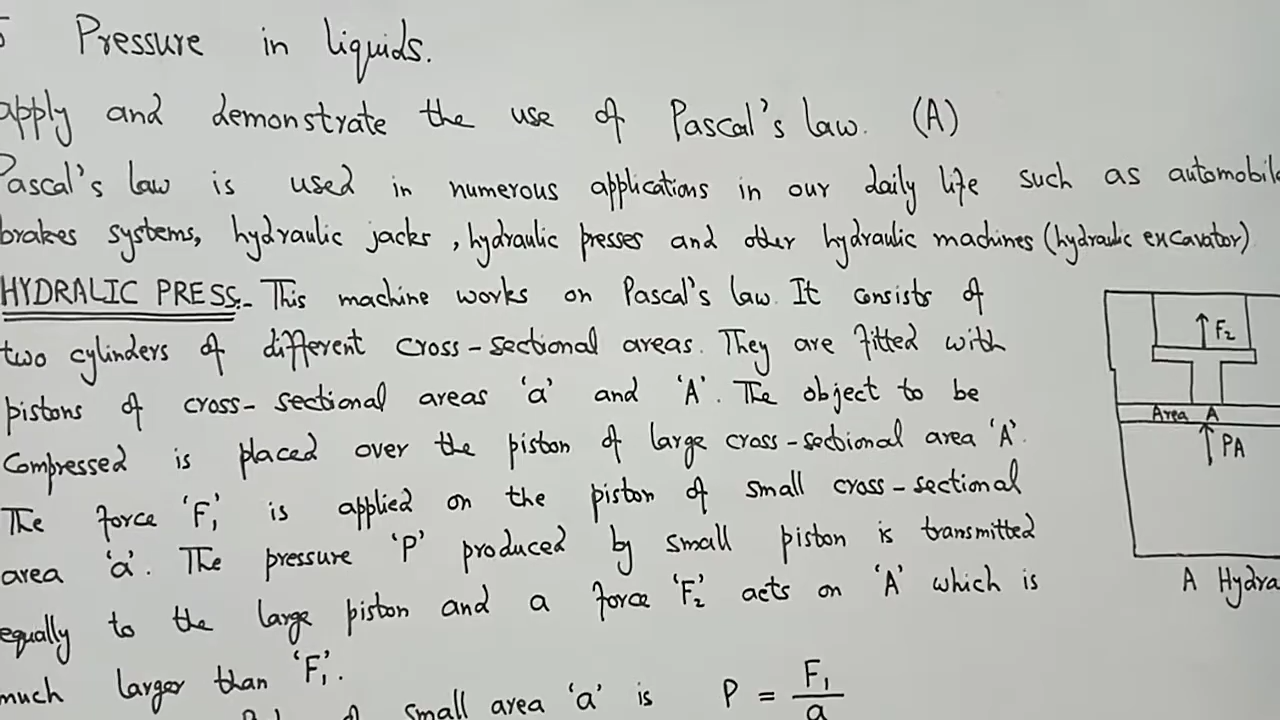 Pressure in liquids.
apply and demonstrate the use of Pascal's law. (A)
Pascal's law is used in numerous applications in our daily life such as automobile
brakes systems, hydraulic jacks, hydraulic presses and other hydraulic machines (hydraulic excavator)
HYDRALIC PRESS:- This machine works on Pascal's law. It consists of
two cylinders of different cross-sectional areas. They are fitted with
pistons of cross-sectional areas 'a' and 'A'. The object to be
compressed is placed over the piston of large cross-sectional area 'A'.
The force 'F₁' is applied on the piston of small cross-sectional
area 'a'. The pressure 'P' produced by small piston is transmitted
equally to the large piston and a force 'F₂' acts on 'A' which is
much larger than 'F₁'.
small area 'a' is P = F₁/a
F₂
Area A
PA
A Hydra